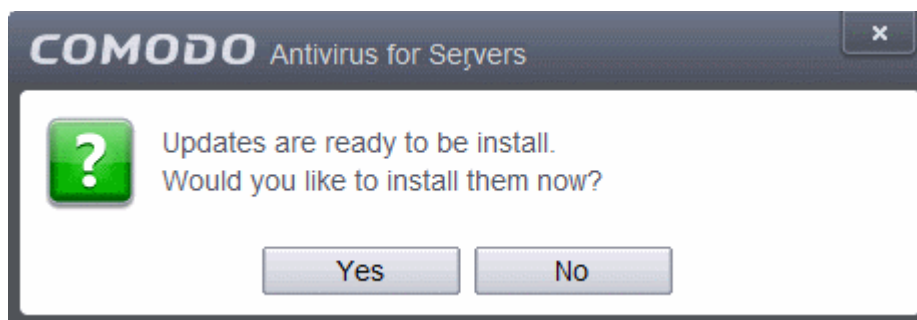 COMODO Antivirus for Servers
Updates are ready to be install.
Would you like to install them now?
Yes No